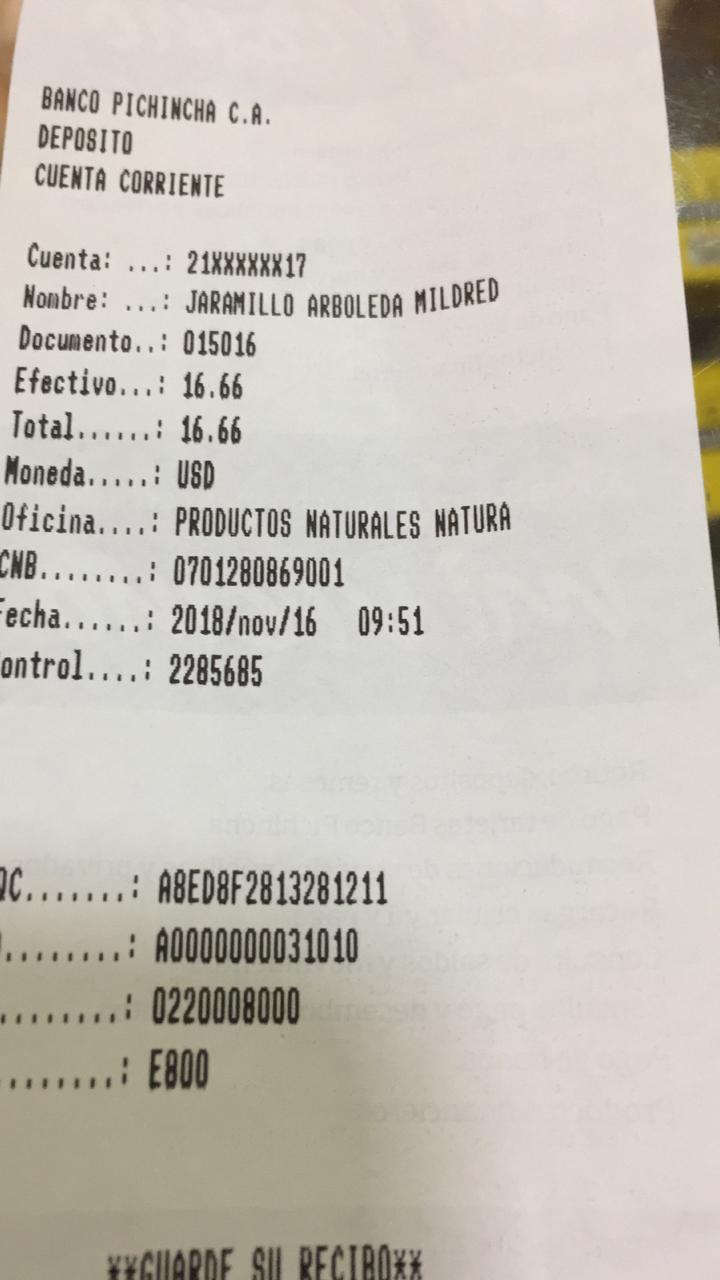 BANCO PICHINCHA C.A.
DEPOSITO
CUENTA CORRIENTE
Cuenta: ...: 21XXXXXX17
Nombre: ...: JARAMILLO ARBOLEDA MILDRED
Documento..: 015016
Efectivo...: 16.66
Total......: 16.66
Moneda.....: USD
Oficina....: PRODUCTOS NATURALES NATURA
CNB........: 0701280869001
Fecha......: 2018/nov/16 09:51
ontrol....: 2285685
QC.......: A8ED8F2813281211
........: A0000000031010
........: 0220008000
........: E800
**GUARDE SU RECIBO**